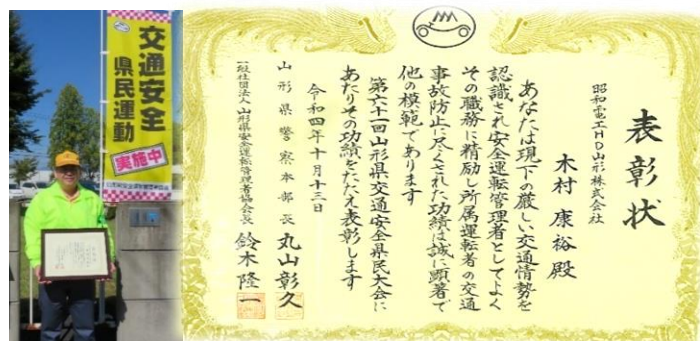 交通安全
県民運動
実施中
表彰状
昭和電工HD山形株式会社
木村康裕殿
あなたは現下の厳しい交通情勢を
認識され安全運転管理者としてよく
その職務に精励し所属運転者の交通
事故防止に尽くされた功績は誠に顕著で
他の模範であります
第六十一回山形県交通安全県民大会に
あたりその功績をたたえ表彰します
令和四年十月十三日
山形県警察本部長 丸山彰久
一般社団法人山形県安全運転管理者協会長 鈴木隆一